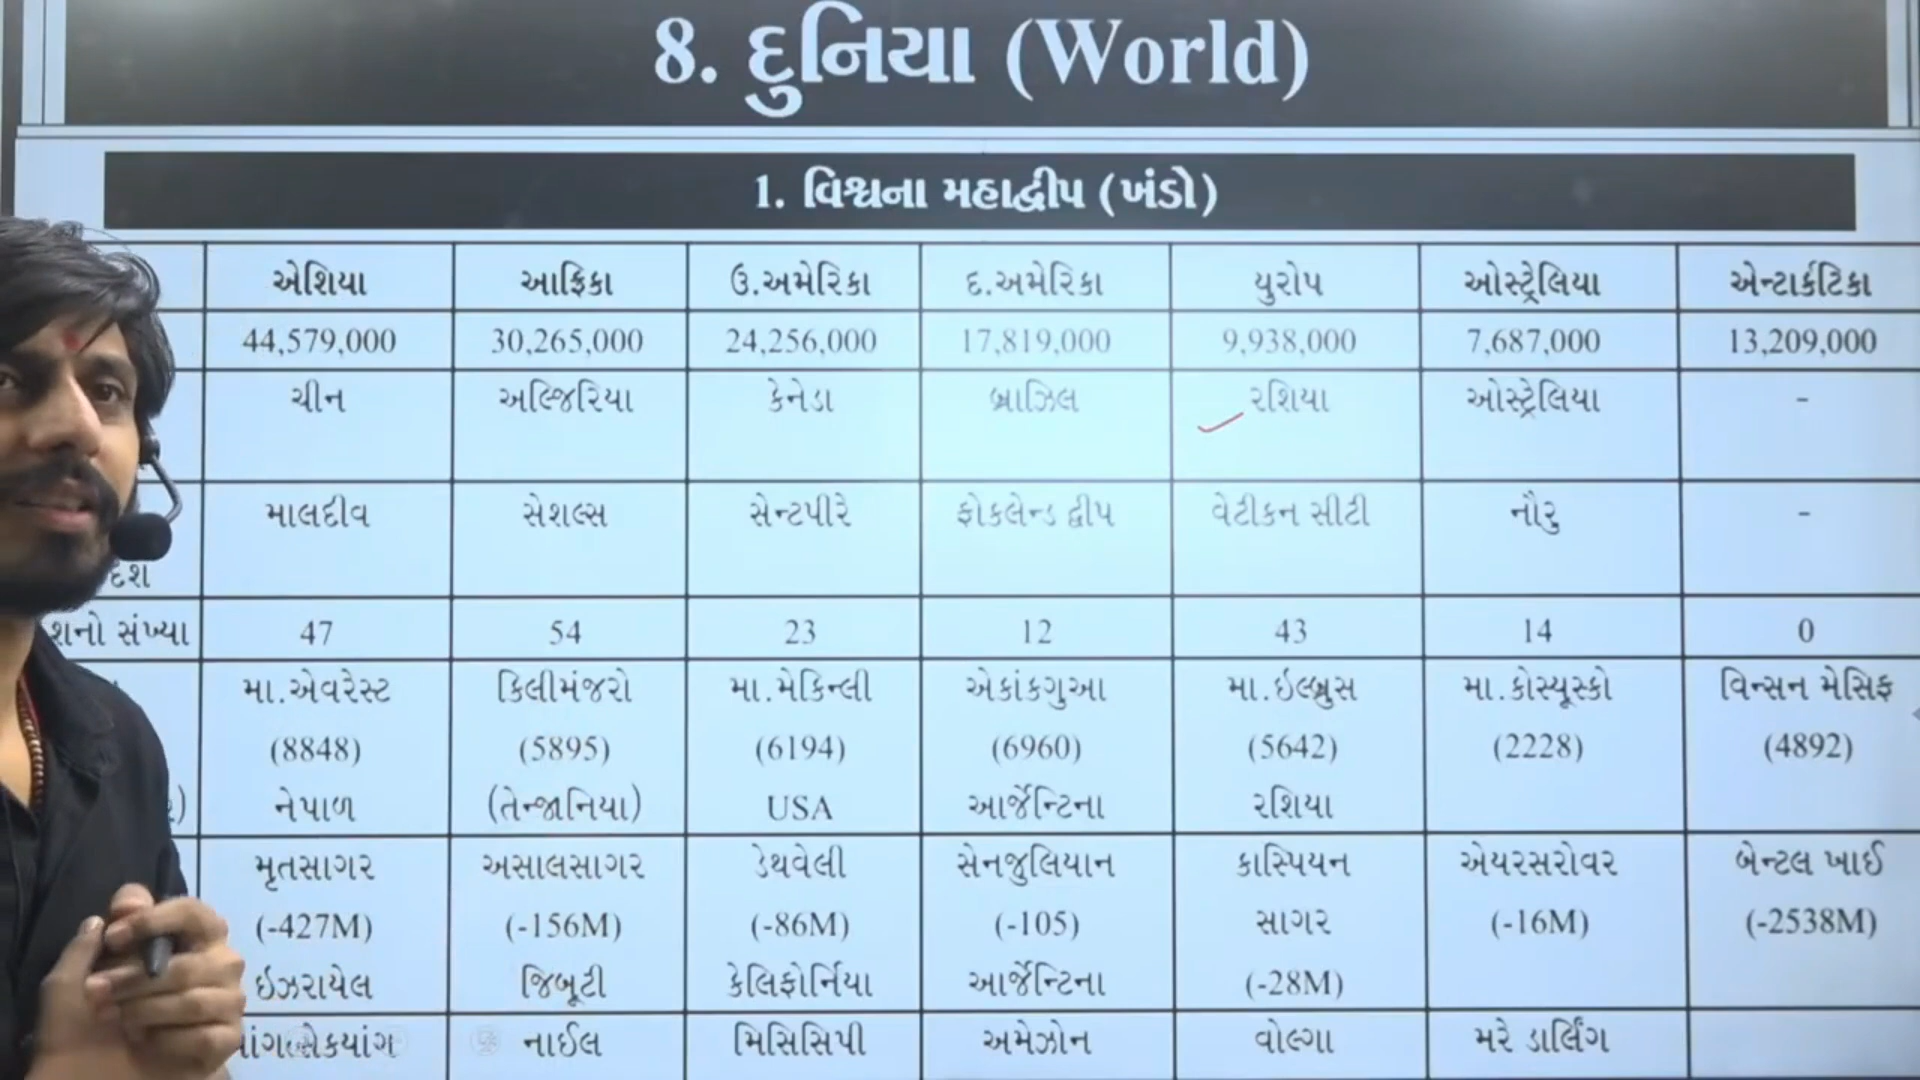 8. દુનિયા (World)
1. વિશ્વના મહાદ્વીપ (ખંડો)
એશિયા આફ્રિકા ઉ.અમેરિકા દ.અમેરિકા યુરોપ ઓસ્ટ્રેલિયા એન્ટાર્કટિકા
44,579,000 30,265,000 24,256,000 17,819,000 9,938,000 7,687,000 13,209,000
ચીન અલ્જિરિયા કેનેડા બ્રાઝિલ રશિયા ઓસ્ટ્રેલિયા -
માલદીવ સેશલ્સ સેન્ટપીરે ફોકલેન્ડ દ્વીપ વેટીકન સીટી નૌરુ -
દેશ
સંખ્યા 47 54 23 12 43 14 0
મા.એવરેસ્ટ કિલીમંજરો મા.મેકિન્લી એકાંકગુઆ મા.ઇલ્બ્રુસ મા.કોસ્યૂસ્કો વિન્સન મેસિફ
(8848) (5895) (6194) (6960) (5642) (2228) (4892)
નેપાળ (તેન્જાનિયા) USA આર્જેન્ટિના રશિયા
મૃતસાગર અસાલસાગર ડેથવેલી સેનજુલિયાન કાસ્પિયન એયરસરોવર બેન્ટલ ખાઈ
(-427M) (-156M) (-86M) (-105) સાગર (-16M) (-2538M)
ઇઝરાયેલ જિબૂટી કેલિફોર્નિયા આર્જેન્ટિના (-28M)
નાઈલ મિસિસિપી અમેઝોન વોલ્ગા મરે ડાર્લિંગ